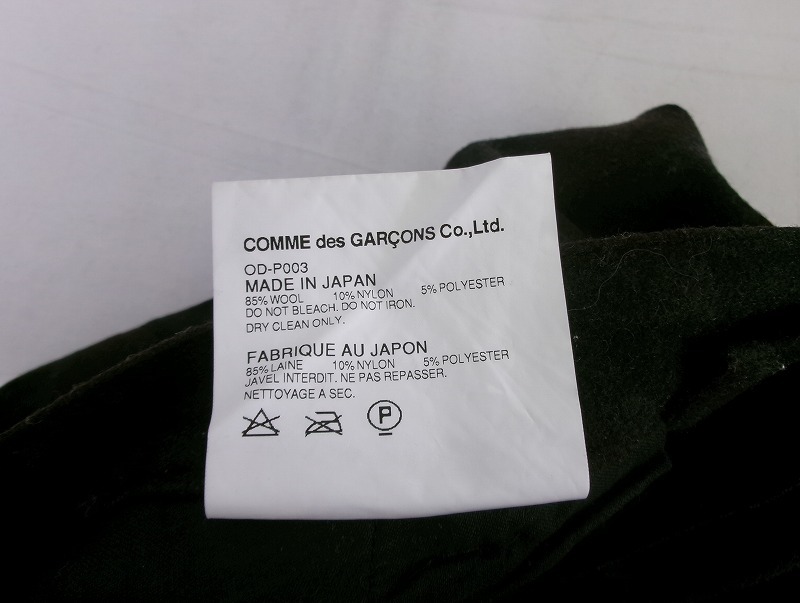 COMME des GARÇONS Co.,Ltd.
OD-P003
MADE IN JAPAN
85% WOOL 10% NYLON 5% POLYESTER
DO NOT BLEACH. DO NOT IRON.
DRY CLEAN ONLY.
FABRIQUE AU JAPON
85% LAINE 10% NYLON 5% POLYESTER
JAVEL INTERDIT. NE PAS REPASSER.
NETTOYAGE A SEC.
P